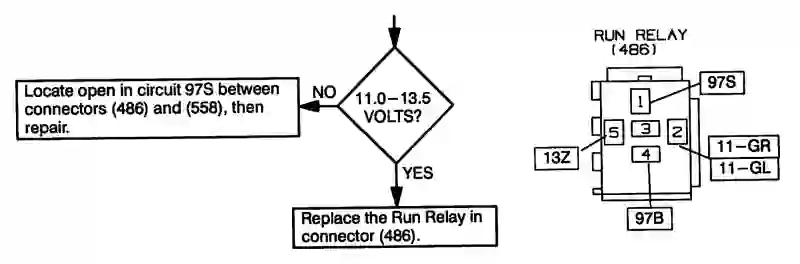 Locate open in circuit 97S between
connectors (486) and (558), then
repair.
NO
11.0–13.5
VOLTS?
YES
Replace the Run Relay in
connector (486).
RUN RELAY
(486)
97S
1
5
3
2
4
13Z
11–GR
11–GL
97B